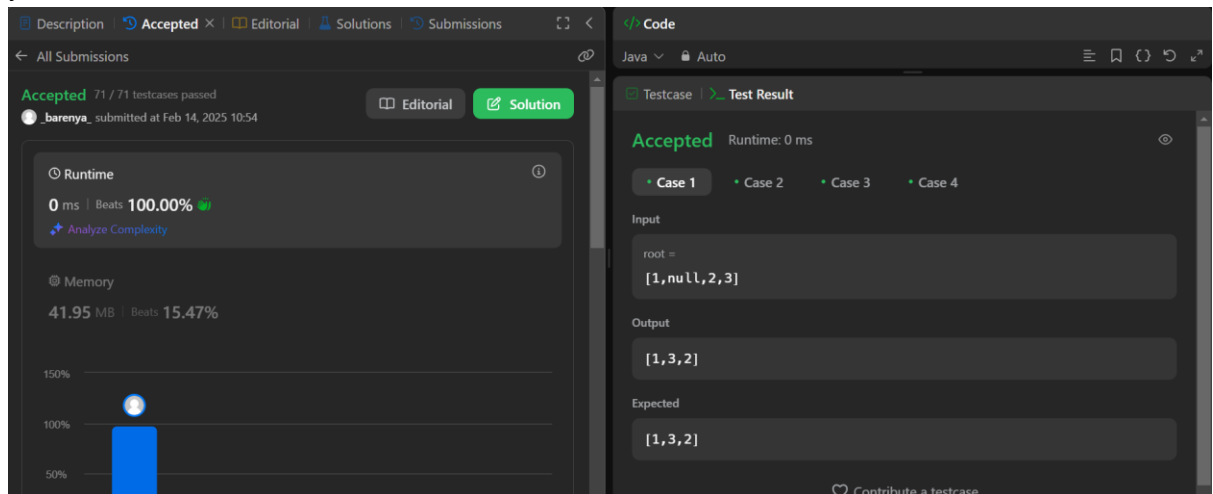 Description
Accepted ×
Editorial
Solutions
Submissions
All Submissions
Accepted 71 / 71 testcases passed
_barenya_ submitted at Feb 14, 2025 10:54
Editorial
Solution
Runtime
0 ms | Beats 100.00%
Analyze Complexity
Memory
41.95 MB | Beats 15.47%
150%
100%
50%
</> Code
Java
Auto
Testcase
>_ Test Result
Accepted Runtime: 0 ms
• Case 1 • Case 2 • Case 3 • Case 4
Input
root =
[1,null,2,3]
Output
[1,3,2]
Expected
[1,3,2]
Contribute a testcase